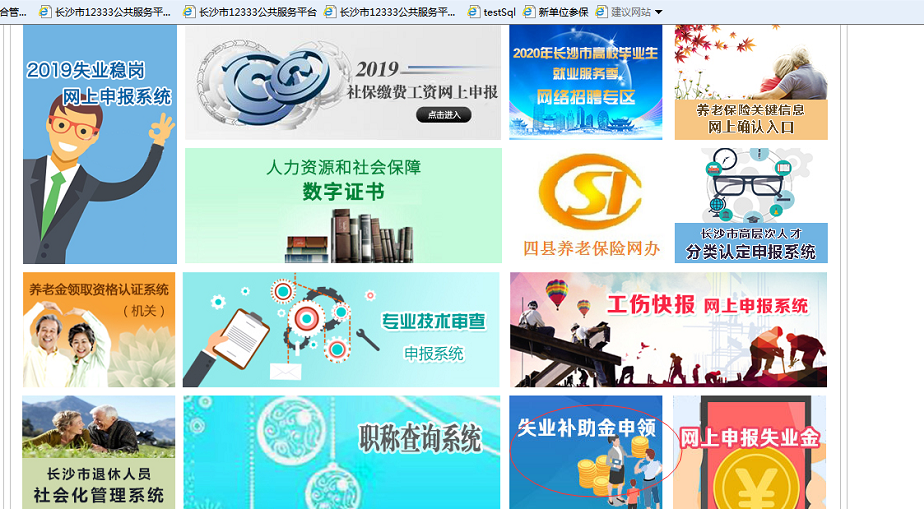 合管...
长沙市12333公共服务平...
长沙市12333公共服务平台
长沙市12333公共服务平...
testSql
新单位参保
建议网站
2019失业稳岗
网上申报系统
2019
社保缴费工资网上申报
点击进入
2020年长沙市高校毕业生
就业服务季
网络招聘专区
养老保险关键信息
网上确认入口
人力资源和社会保障
数字证书
SI
四县养老保险网办
长沙市高层次人才
分类认定申报系统
养老金领取资格认证系统
（机关）
专业技术审查
申报系统
工伤快报 网上申报系统
长沙市退休人员
社会化管理系统
职称查询系统
失业补助金申领
网上申报失业金